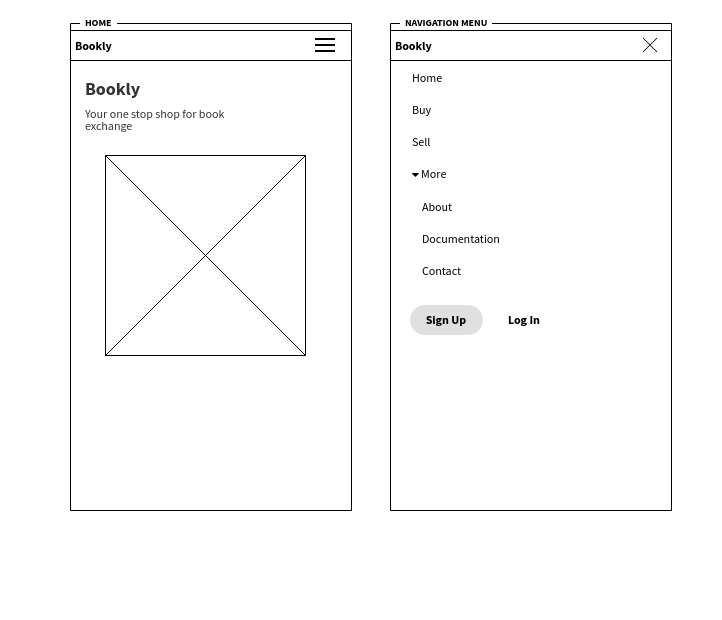 HOME
Bookly
Bookly
Your one stop shop for book
exchange
NAVIGATION MENU
Bookly
Home
Buy
Sell
More
About
Documentation
Contact
Sign Up
Log In